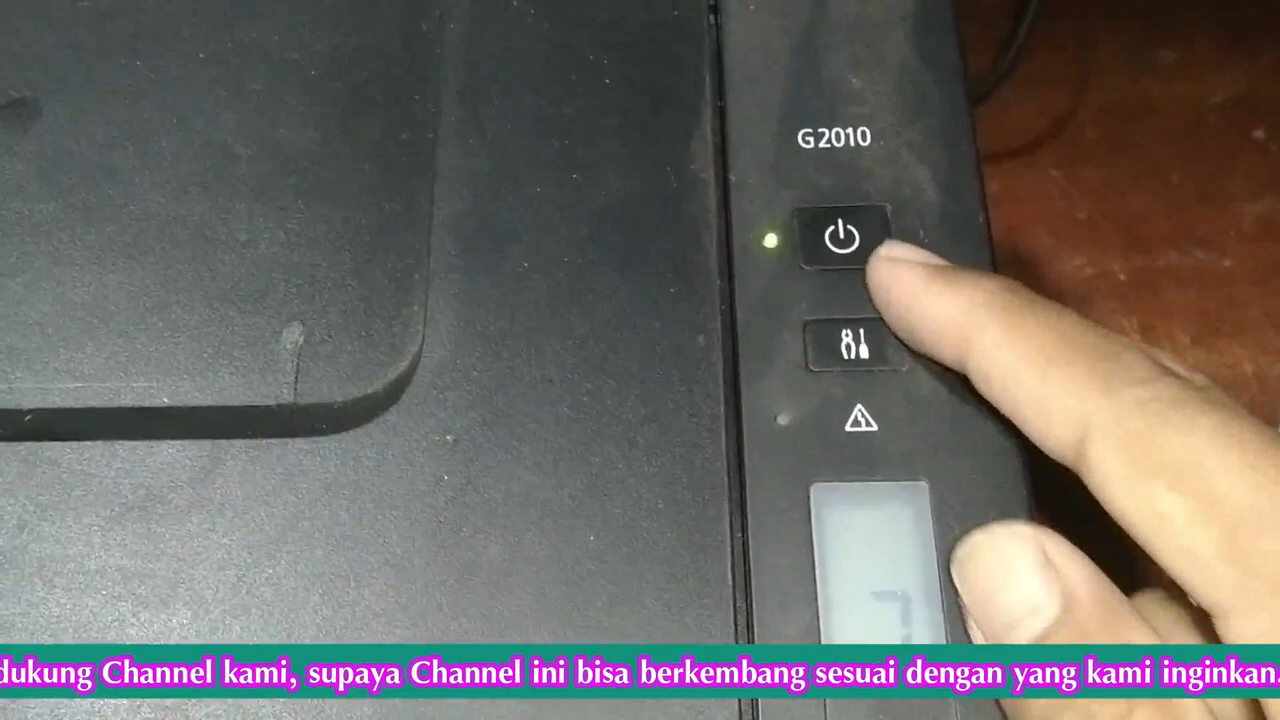 G2010
dukung Channel kami, supaya Channel ini bisa berkembang sesuai dengan yang kami inginkan.